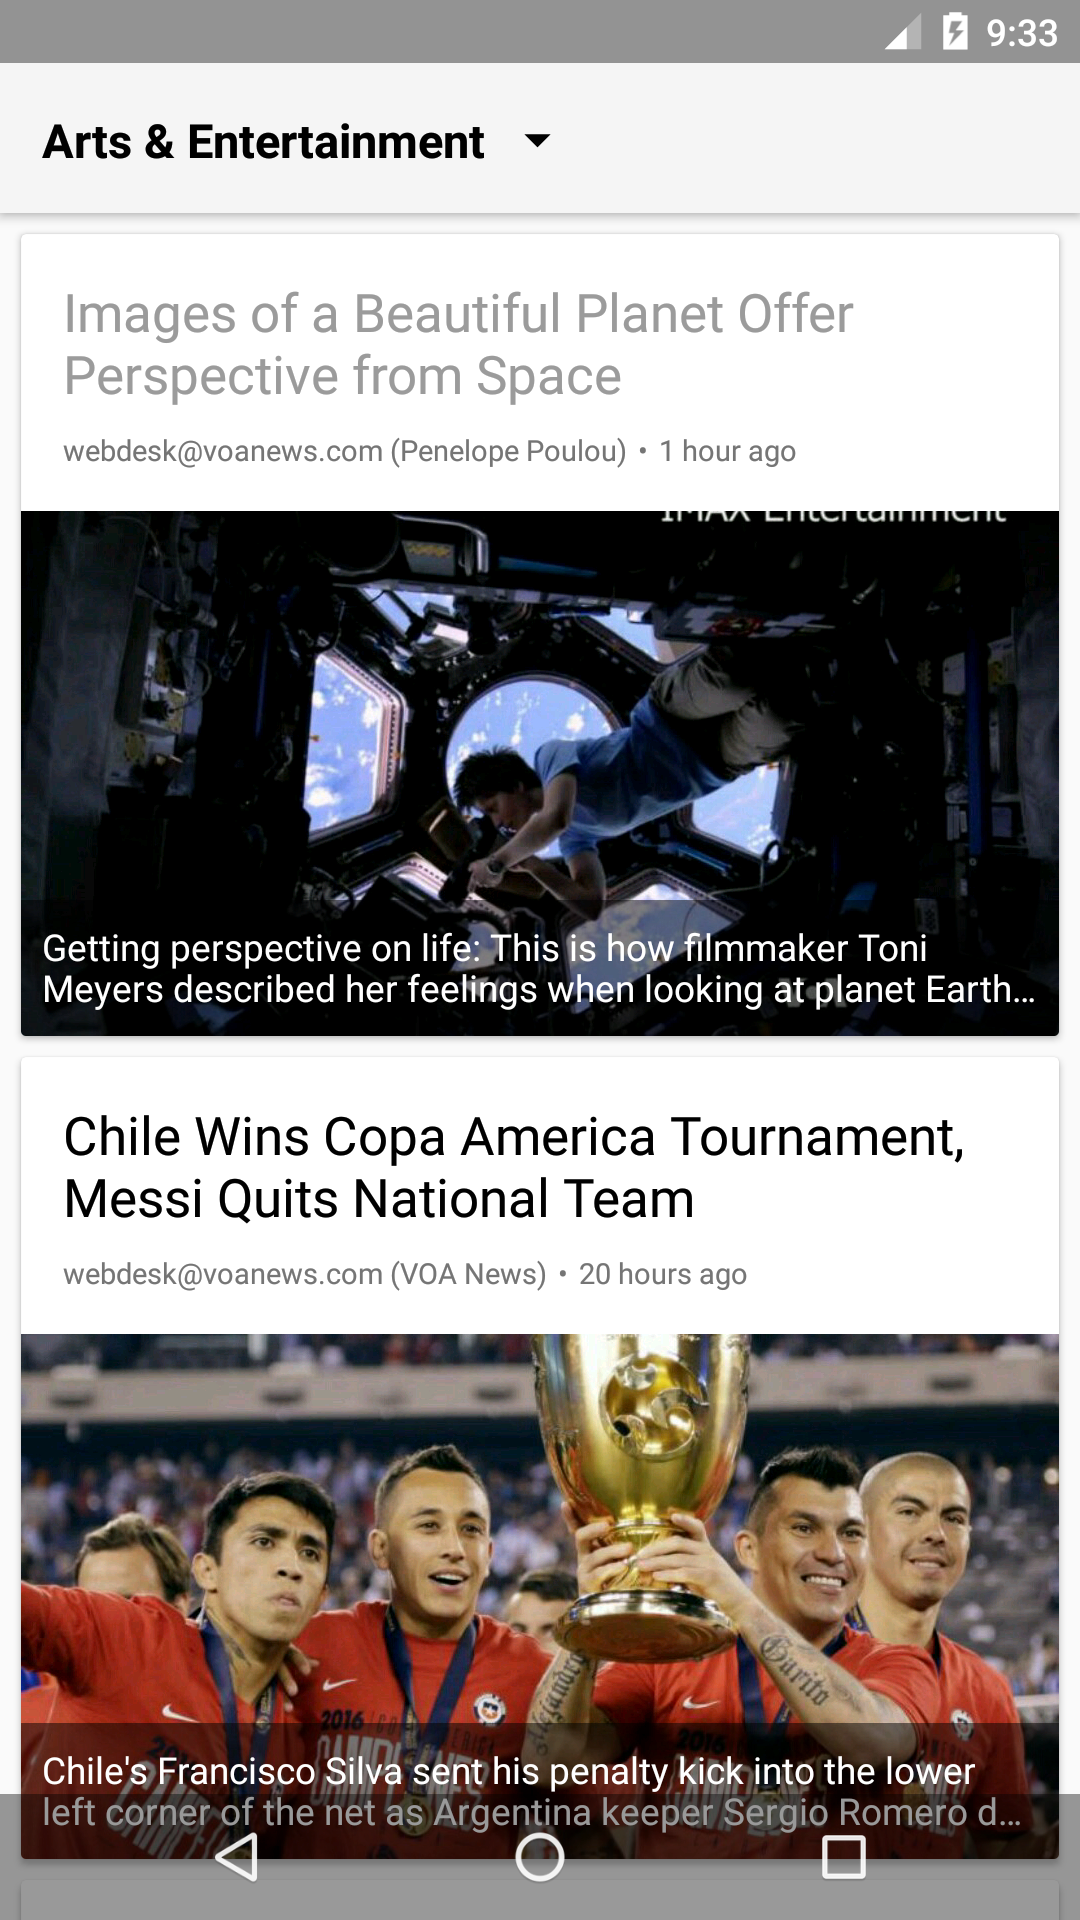 9:33
Arts & Entertainment
Images of a Beautiful Planet Offer
Perspective from Space
webdesk@voanews.com (Penelope Poulou) • 1 hour ago
IMAX Entertainment
Getting perspective on life: This is how filmmaker Toni
Meyers described her feelings when looking at planet Earth…
Chile Wins Copa America Tournament,
Messi Quits National Team
webdesk@voanews.com (VOA News) • 20 hours ago
Garito
2016
2016
Chile's Francisco Silva sent his penalty kick into the lower
left corner of the net as Argentina keeper Sergio Romero d…